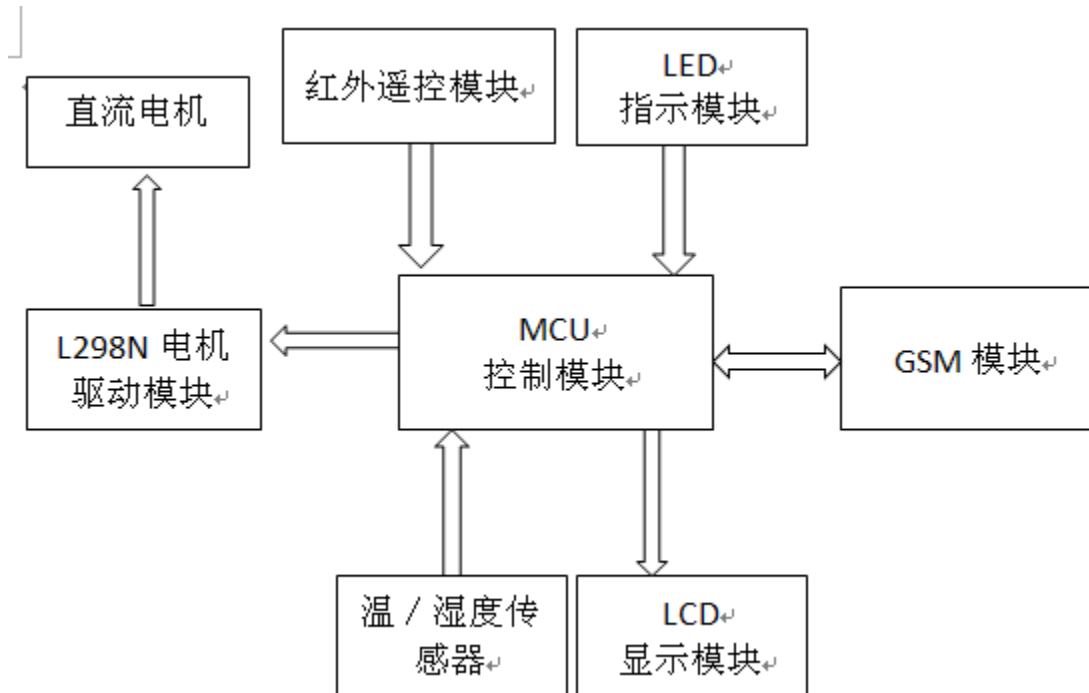 直流电机
红外遥控模块
LED
指示模块
L298N 电机
驱动模块
MCU
控制模块
GSM 模块
温／湿度传
感器
LCD
显示模块